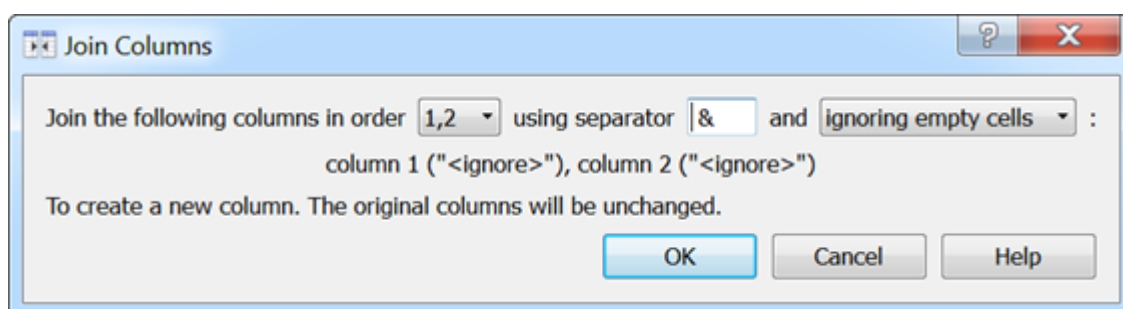 Join Columns
Join the following columns in order 1,2 using separator & and ignoring empty cells :
column 1 ("<ignore>"), column 2 ("<ignore>")
To create a new column. The original columns will be unchanged.
OK Cancel Help